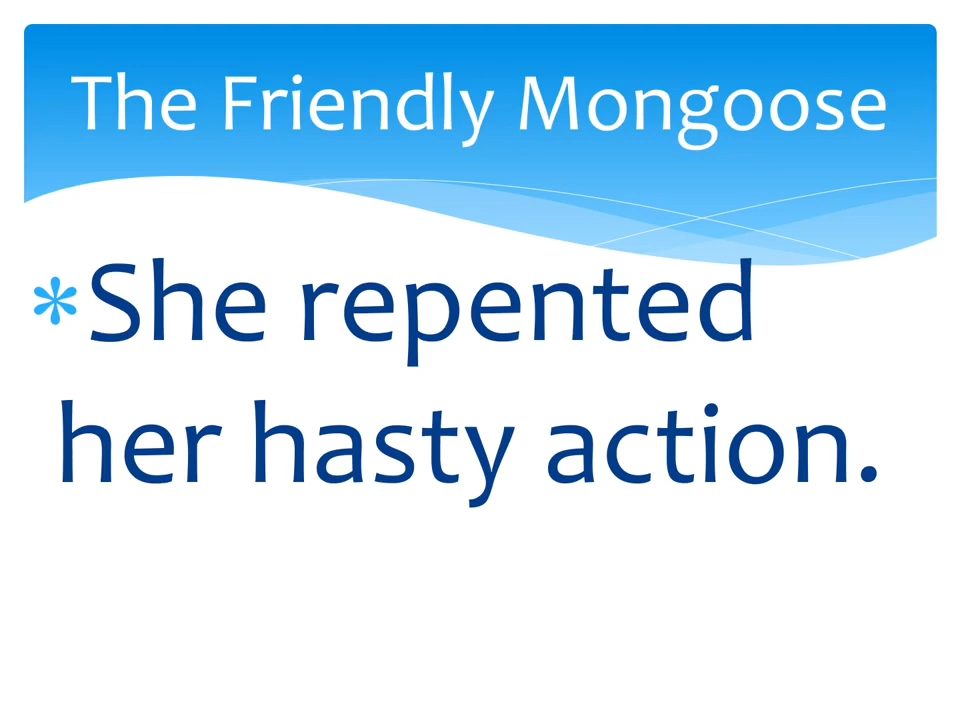 The Friendly Mongoose
*She repented
her hasty action.